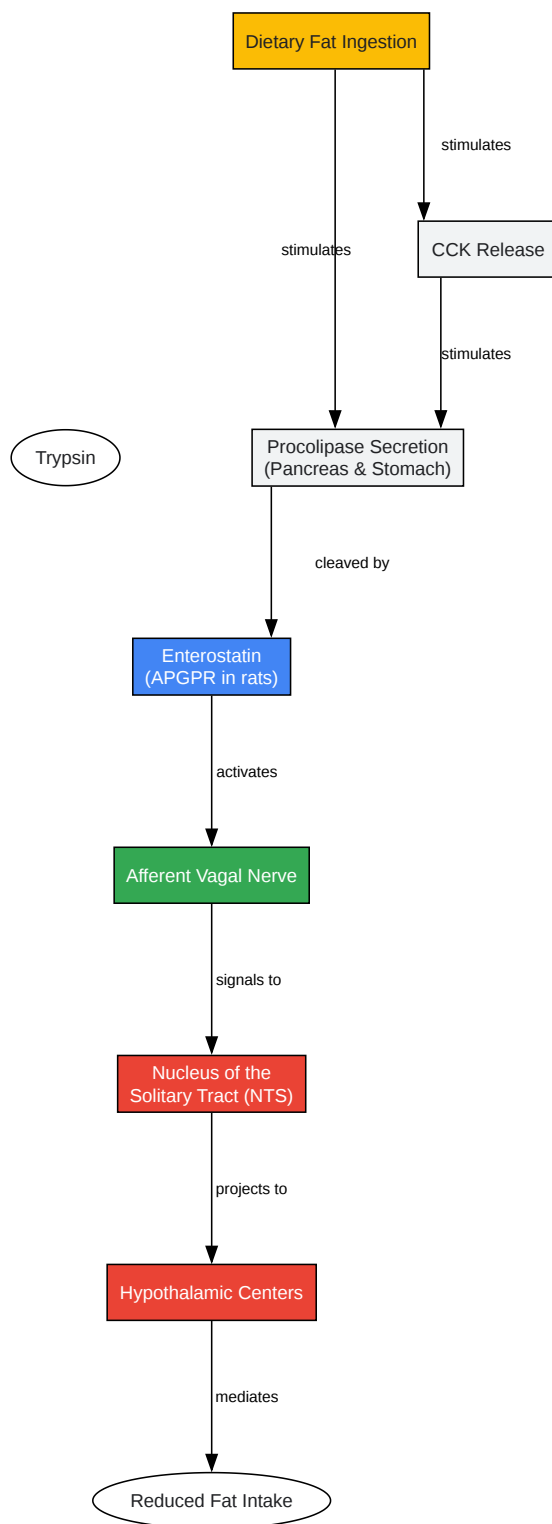 Dietary Fat Ingestion
stimulates
CCK Release
stimulates
stimulates
Procolipase Secretion
(Pancreas & Stomach)
Trypsin
cleaved by
Enterostatin
(APGPR in rats)
activates
Afferent Vagal Nerve
signals to
Nucleus of the
Solitary Tract (NTS)
projects to
Hypothalamic Centers
mediates
Reduced Fat Intake